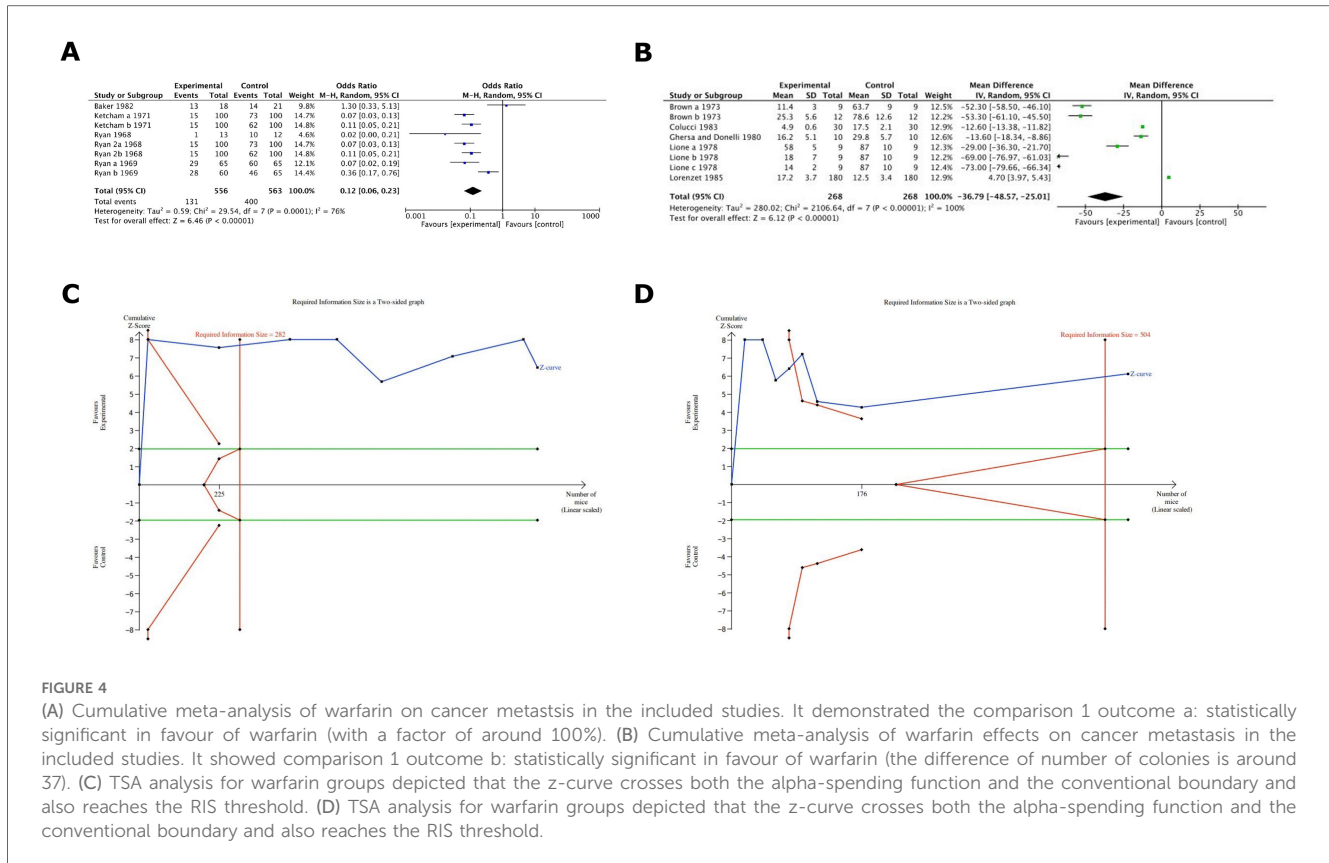 A
Experimental Control Odds Ratio Odds Ratio
Study or Subgroup Events Total Events Total Weight M-H, Random, 95% CI M-H, Random, 95% CI
Baker 1982 13 18 14 21 9.8% 1.30 [0.33, 5.13]
Ketcham a 1971 15 100 73 100 14.7% 0.07 [0.03, 0.13]
Ketcham b 1971 15 100 62 100 14.8% 0.11 [0.05, 0.21]
Ryan 1968 1 13 10 12 4.6% 0.02 [0.00, 0.21]
Ryan 2a 1968 15 100 73 100 14.7% 0.07 [0.03, 0.13]
Ryan 2b 1968 15 100 62 100 14.8% 0.11 [0.05, 0.21]
Ryan a 1969 29 65 60 65 12.1% 0.07 [0.02, 0.19]
Ryan b 1969 28 60 46 65 14.4% 0.36 [0.17, 0.76]
Total (95% CI) 556 563 100.0% 0.12 [0.06, 0.23]
Total events 131 400
Heterogeneity: Tau² = 0.59; Chi² = 29.54, df = 7 (P = 0.0001); I² = 76%
Test for overall effect: Z = 6.46 (P < 0.00001)
0.001 0.1 1 10 1000
Favours [experimental] Favours [control]
B
Experimental Control Mean Difference Mean Difference
Study or Subgroup Mean SD Total Mean SD Total Weight IV, Random, 95% CI IV, Random, 95% CI
Brown a 1973 11.4 3 9 63.7 9 9 12.5% −52.30 [−58.50, −46.10]
Brown b 1973 25.3 5.6 12 78.6 12.6 12 12.4% −53.30 [−61.10, −45.50]
Colucci 1983 4.9 0.6 30 17.5 2.1 30 12.9% −12.60 [−13.38, −11.82]
Ghersa and Donelli 1980 16.2 5.1 10 29.8 5.7 10 12.7% −13.60 [−18.34, −8.86]
Lione a 1978 58 5 9 87 10 9 12.4% −29.00 [−36.30, −21.70]
Lione b 1978 18 7 9 87 10 9 12.4% −69.00 [−76.97, −61.03]
Lione c 1978 14 2 9 87 10 9 12.5% −73.00 [−79.66, −66.34]
Lorenzet 1985 17.2 3.7 180 12.5 3.4 180 12.9% 4.70 [3.97, 5.43]
Total (95% CI) 268 268 100.0% −36.79 [−48.57, −25.01]
Heterogeneity: Tau² = 280.02; Chi² = 2106.64, df = 7 (P < 0.00001); I² = 100%
Test for overall effect: Z = 6.12 (P < 0.00001)
−50 −25 0 25 50
Favours [experimental] Favours [control]
C
Required Information Size is a Two-sided graph
Cumulative
Z-Score
Required Information Size = 282
8
7
6
5
4
3
2
1
−1
−2
−3
−4
−5
−6
−7
−8
Favours
Experimental
Favours
Control
Z-curve
225
Number of
mice
(Linear scaled)
D
Required Information Size is a Two-sided graph
Cumulative
Z-Score
Required Information Size = 504
8
7
6
5
4
3
2
1
−1
−2
−3
−4
−5
−6
−7
−8
Favours
Experimental
Favours
Control
Z-curve
176
Number of
mice
(Linear scaled)
FIGURE 4
(A) Cumulative meta-analysis of warfarin on cancer metastsis in the included studies. It demonstrated the comparison 1 outcome a: statistically
significant in favour of warfarin (with a factor of around 100%). (B) Cumulative meta-analysis of warfarin effects on cancer metastasis in the
included studies. It showed comparison 1 outcome b: statistically significant in favour of warfarin (the difference of number of colonies is around
37). (C) TSA analysis for warfarin groups depicted that the z-curve crosses both the alpha-spending function and the conventional boundary and
also reaches the RIS threshold. (D) TSA analysis for warfarin groups depicted that the z-curve crosses both the alpha-spending function and the
conventional boundary and also reaches the RIS threshold.